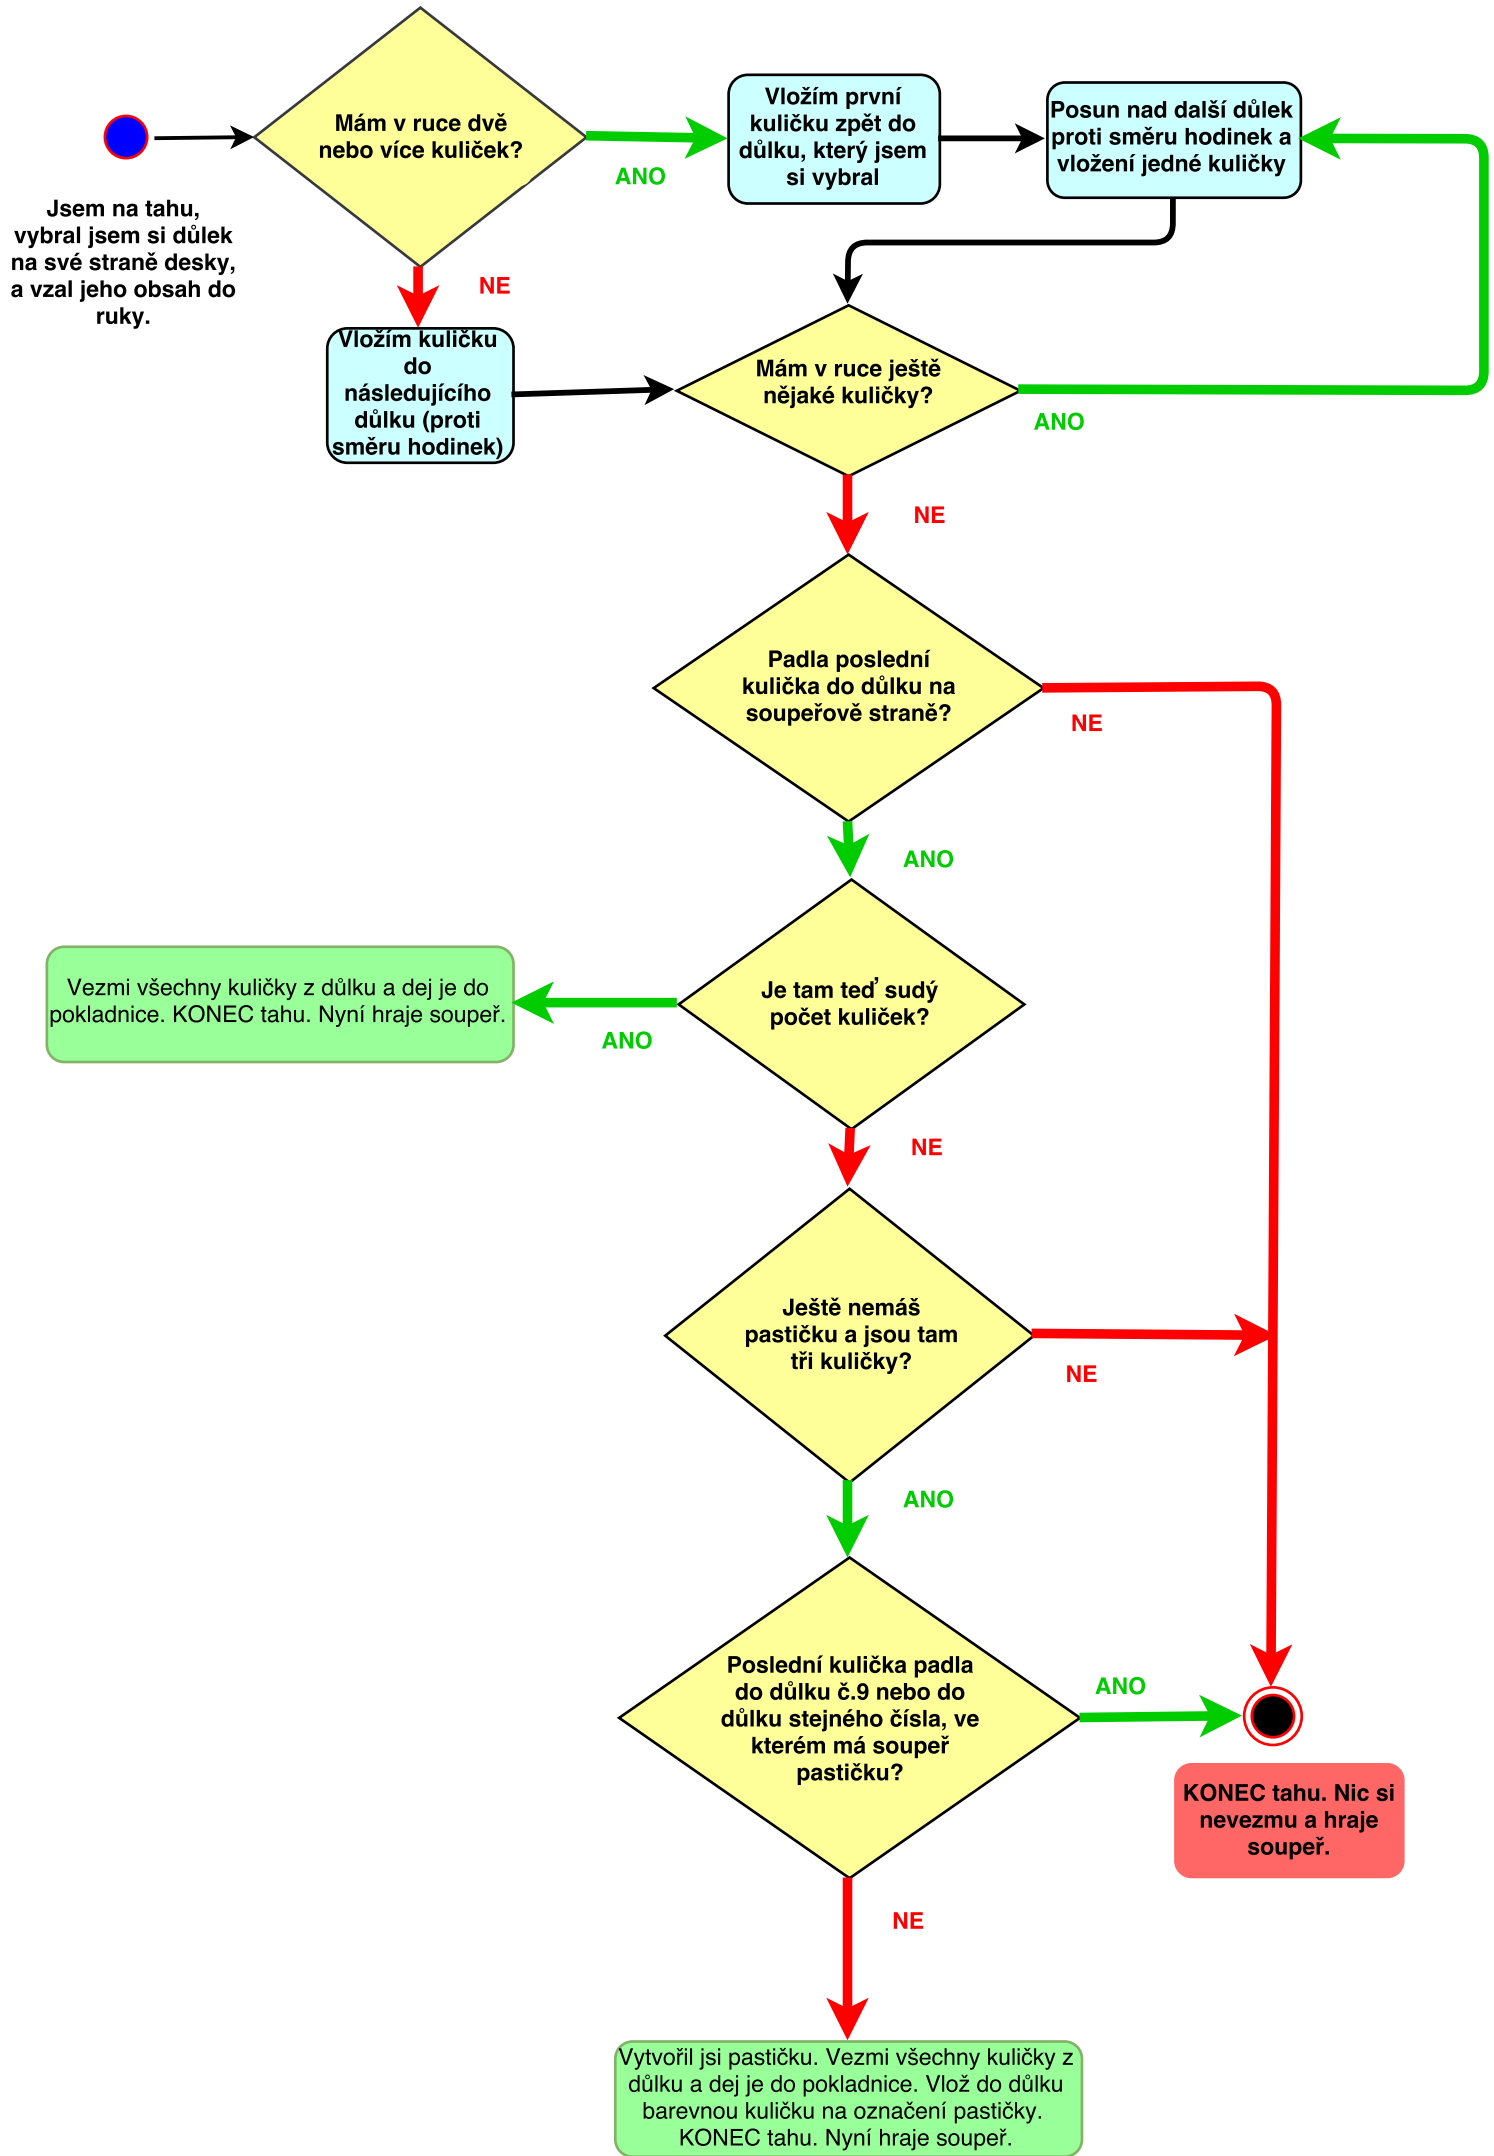 Mám v ruce dvě
nebo více kuliček?
ANO
Vložím první
kuličku zpět do
důlku, který jsem
si vybral
Posun nad další důlek
proti směru hodinek a
vložení jedné kuličky
Jsem na tahu,
vybral jsem si důlek
na své straně desky,
a vzal jeho obsah do
ruky.
NE
Vložím kuličku
do
následujícího
důlku (proti
směru hodinek)
Mám v ruce ještě
nějaké kuličky?
ANO
NE
Padla poslední
kulička do důlku na
soupeřově straně?
NE
ANO
Je tam teď sudý
počet kuliček?
ANO
Vezmi všechny kuličky z důlku a dej je do
pokladnice. KONEC tahu. Nyní hraje soupeř.
NE
Ještě nemáš
pastičku a jsou tam
tři kuličky?
NE
ANO
Poslední kulička padla
do důlku č.9 nebo do
důlku stejného čísla, ve
kterém má soupeř
pastičku?
ANO
KONEC tahu. Nic si
nevezmu a hraje
soupeř.
NE
Vytvořil jsi pastičku. Vezmi všechny kuličky z
důlku a dej je do pokladnice. Vlož do důlku
barevnou kuličku na označení pastičky.
KONEC tahu. Nyní hraje soupeř.